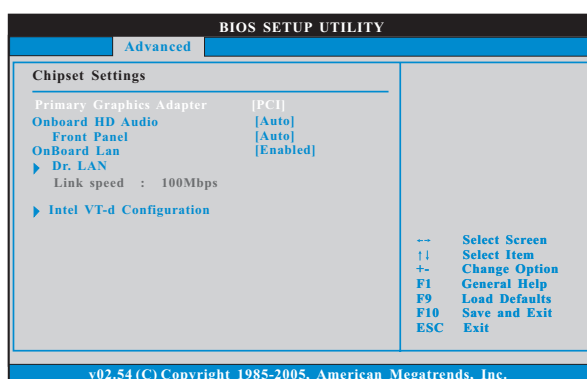 BIOS SETUP UTILITY
Advanced
Chipset Settings
Primary Graphics Adapter [PCI]
Onboard HD Audio [Auto]
Front Panel [Auto]
OnBoard Lan [Enabled]
Dr. LAN
Link speed : 100Mbps
Intel VT-d Configuration
←→ Select Screen
↑↓ Select Item
+- Change Option
F1 General Help
F9 Load Defaults
F10 Save and Exit
ESC Exit
v02.54 (C) Copyright 1985-2005, American Megatrends, Inc.